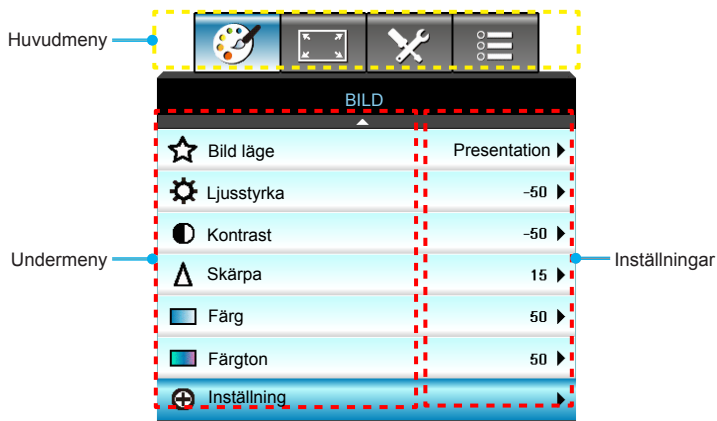 Huvudmeny
BILD
Bild läge Presentation
Ljusstyrka -50
Kontrast -50
Undermeny
Inställningar
Skärpa 15
Färg 50
Färgton 50
Inställning